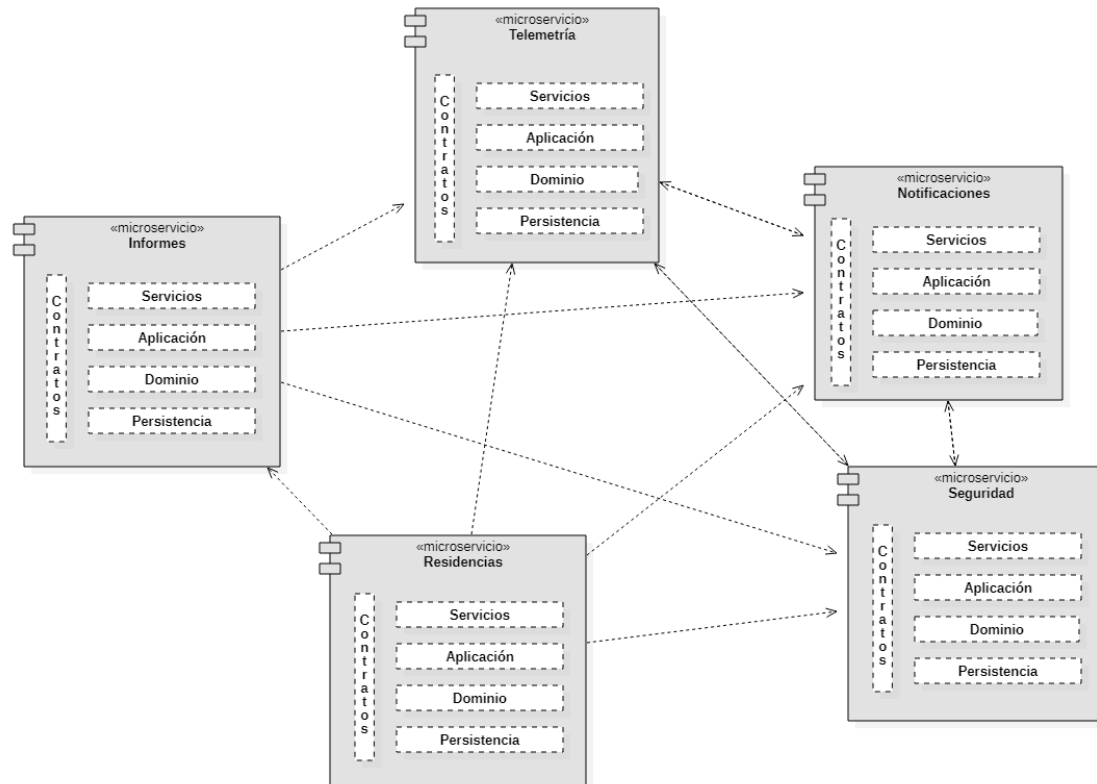 «microservicio»
Telemetría
Contratos
Servicios
Aplicación
Dominio
Persistencia
«microservicio»
Notificaciones
Contratos
Servicios
Aplicación
Dominio
Persistencia
«microservicio»
Informes
Contratos
Servicios
Aplicación
Dominio
Persistencia
«microservicio»
Seguridad
Contratos
Servicios
Aplicación
Dominio
Persistencia
«microservicio»
Residencias
Contratos
Servicios
Aplicación
Dominio
Persistencia